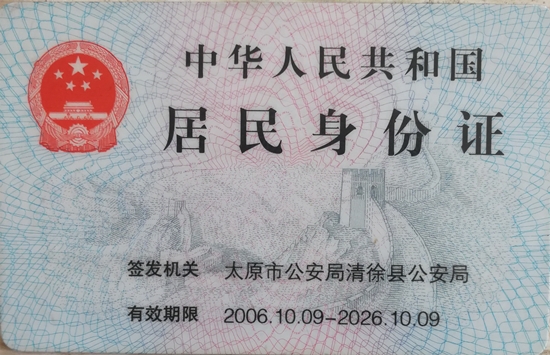 中华人民共和国
居民身份证
签发机关 太原市公安局清徐县公安局
有效期限 2006.10.09-2026.10.09